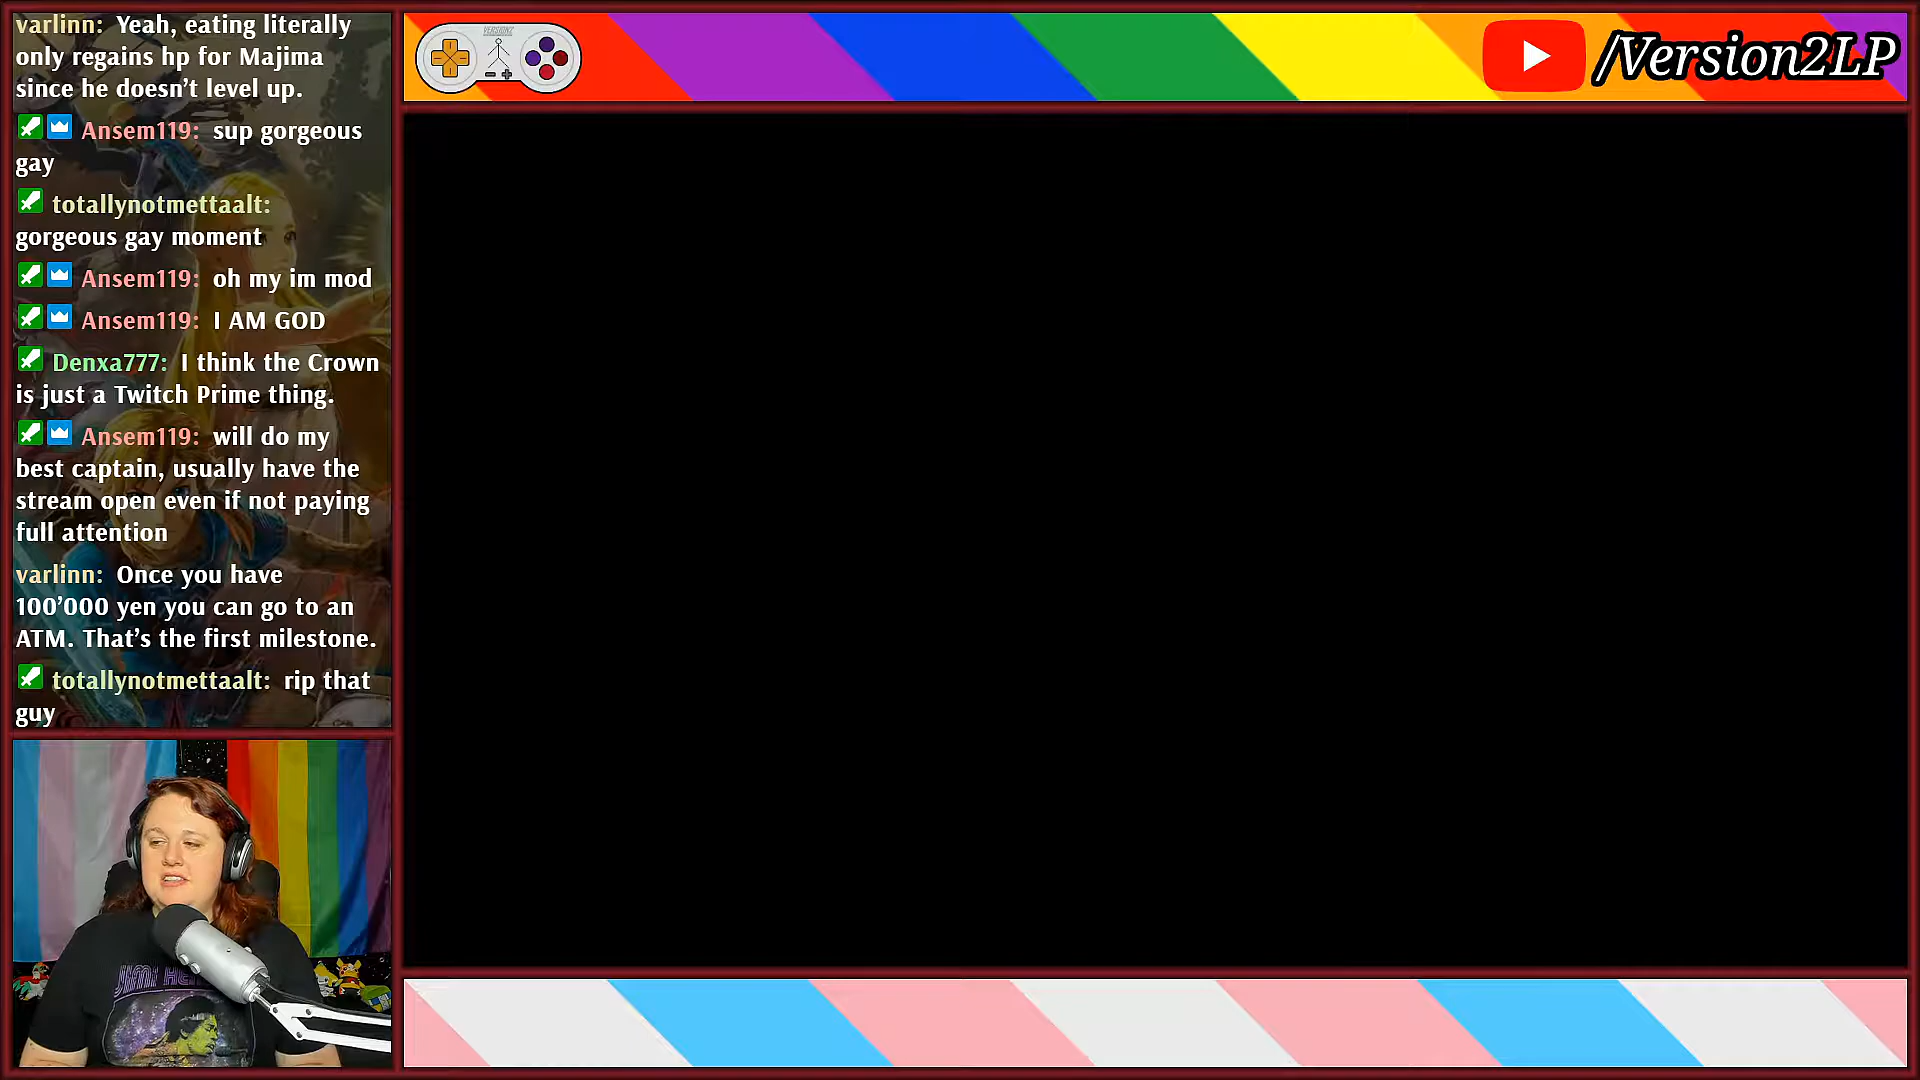 varlinn: Yeah, eating literally
only regains hp for Majima
since he doesn’t level up.
Ansem119: sup gorgeous
gay
totallynotmettaalt:
gorgeous gay moment
Ansem119: oh my im mod
Ansem119: I AM GOD
Denxa777: I think the Crown
is just a Twitch Prime thing.
Ansem119: will do my
best captain, usually have the
stream open even if not paying
full attention
varlinn: Once you have
100’000 yen you can go to an
ATM. That’s the first milestone.
totallynotmettaalt: rip that
guy
VERSION2
/Version2LP
JIMI HE